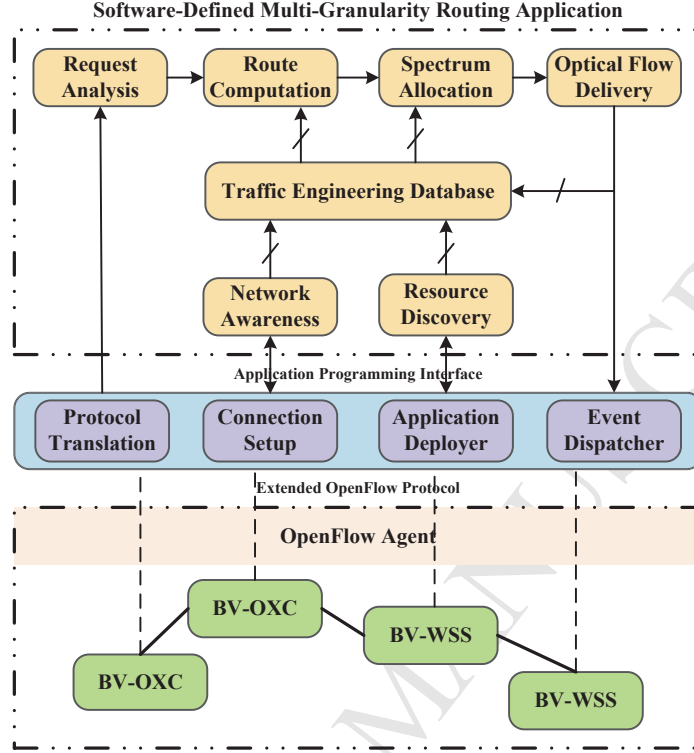 Software-Defined Multi-Granularity Routing Application
Request
Analysis
Route
Computation
Spectrum
Allocation
Optical Flow
Delivery
Traffic Engineering Database
Network
Awareness
Resource
Discovery
Application Programming Interface
Protocol
Translation
Connection
Setup
Application
Deployer
Event
Dispatcher
Extended OpenFlow Protocol
OpenFlow Agent
BV-OXC
BV-WSS
BV-OXC
BV-WSS